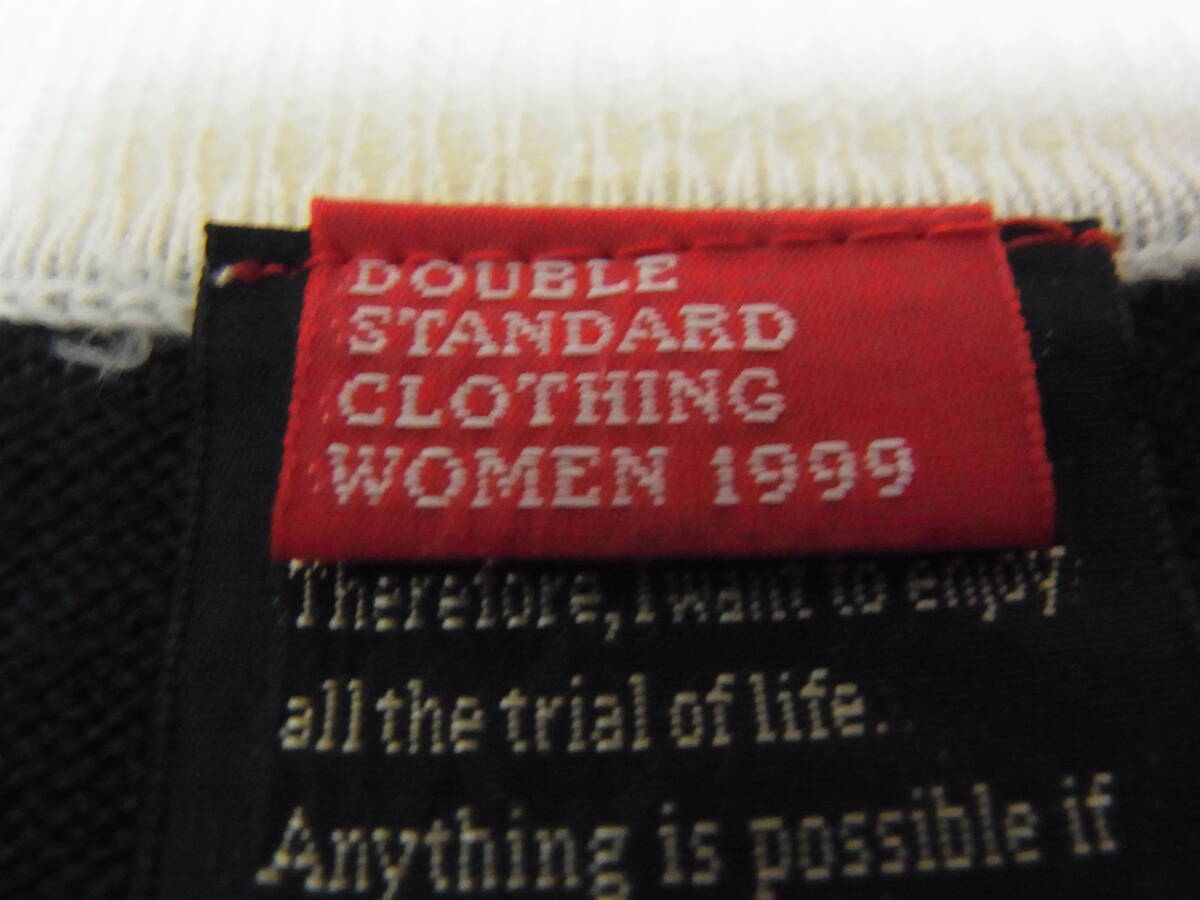 DOUBLE
STANDARD
CLOTHING
WOMEN 1999
Therefore, I want to enjoy
all the trial of life.
Anything is possible if